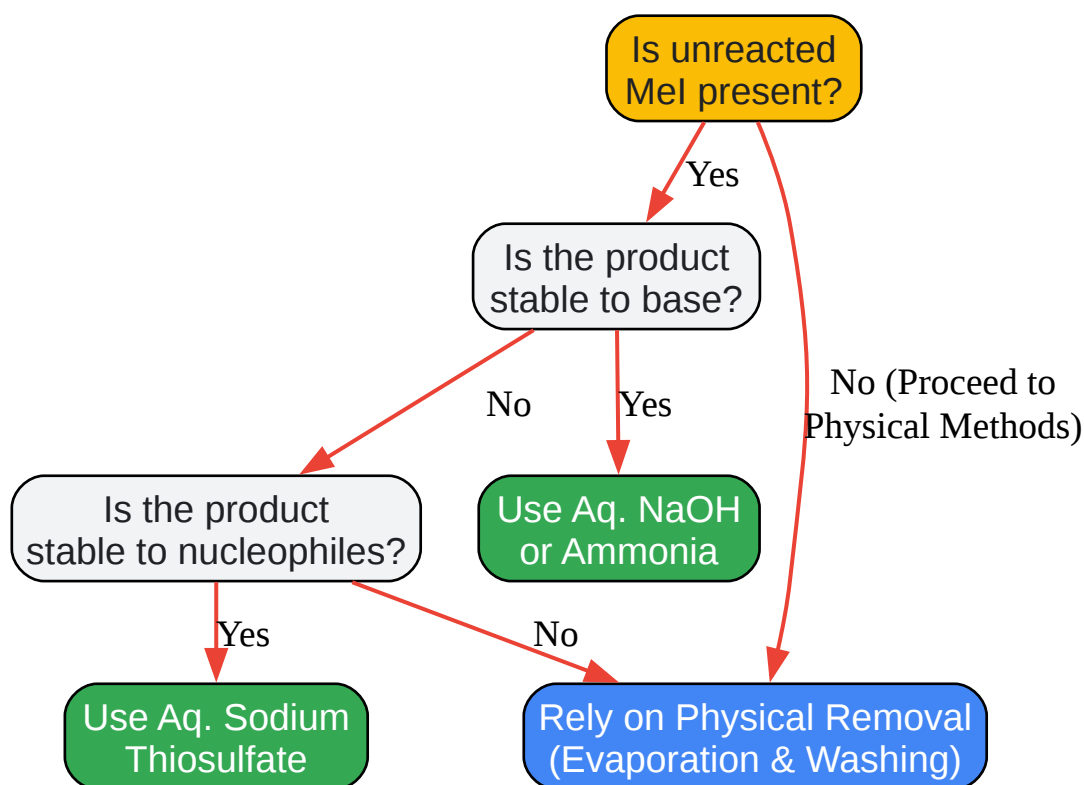 Is unreacted
MeI present?
Yes
Is the product
stable to base?
No (Proceed to
Physical Methods)
No
Yes
Is the product
stable to nucleophiles?
Use Aq. NaOH
or Ammonia
Yes
No
Use Aq. Sodium
Thiosulfate
Rely on Physical Removal
(Evaporation & Washing)